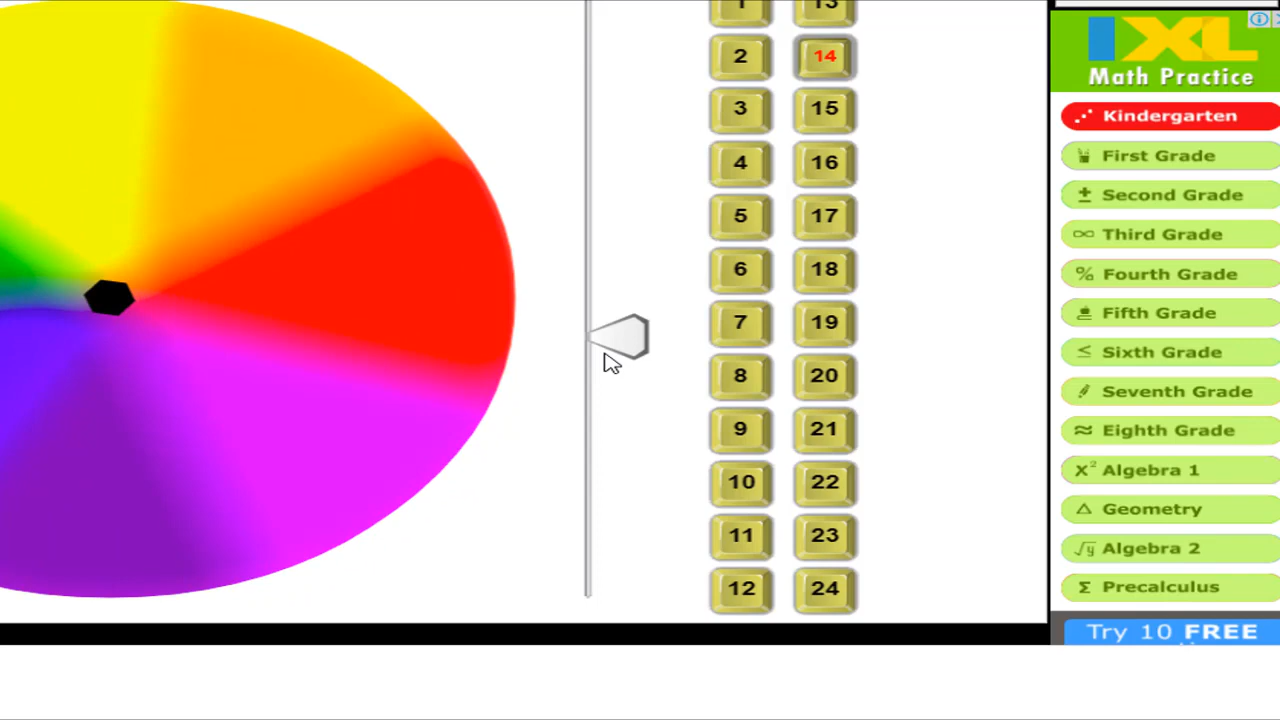 1 13
2 14
3 15
4 16
5 17
6 18
7 19
8 20
9 21
10 22
11 23
12 24
IXL
Math Practice
Kindergarten
First Grade
± Second Grade
∞ Third Grade
% Fourth Grade
Fifth Grade
≤ Sixth Grade
Seventh Grade
≈ Eighth Grade
X² Algebra 1
△ Geometry
√y Algebra 2
Σ Precalculus
Try 10 FREE